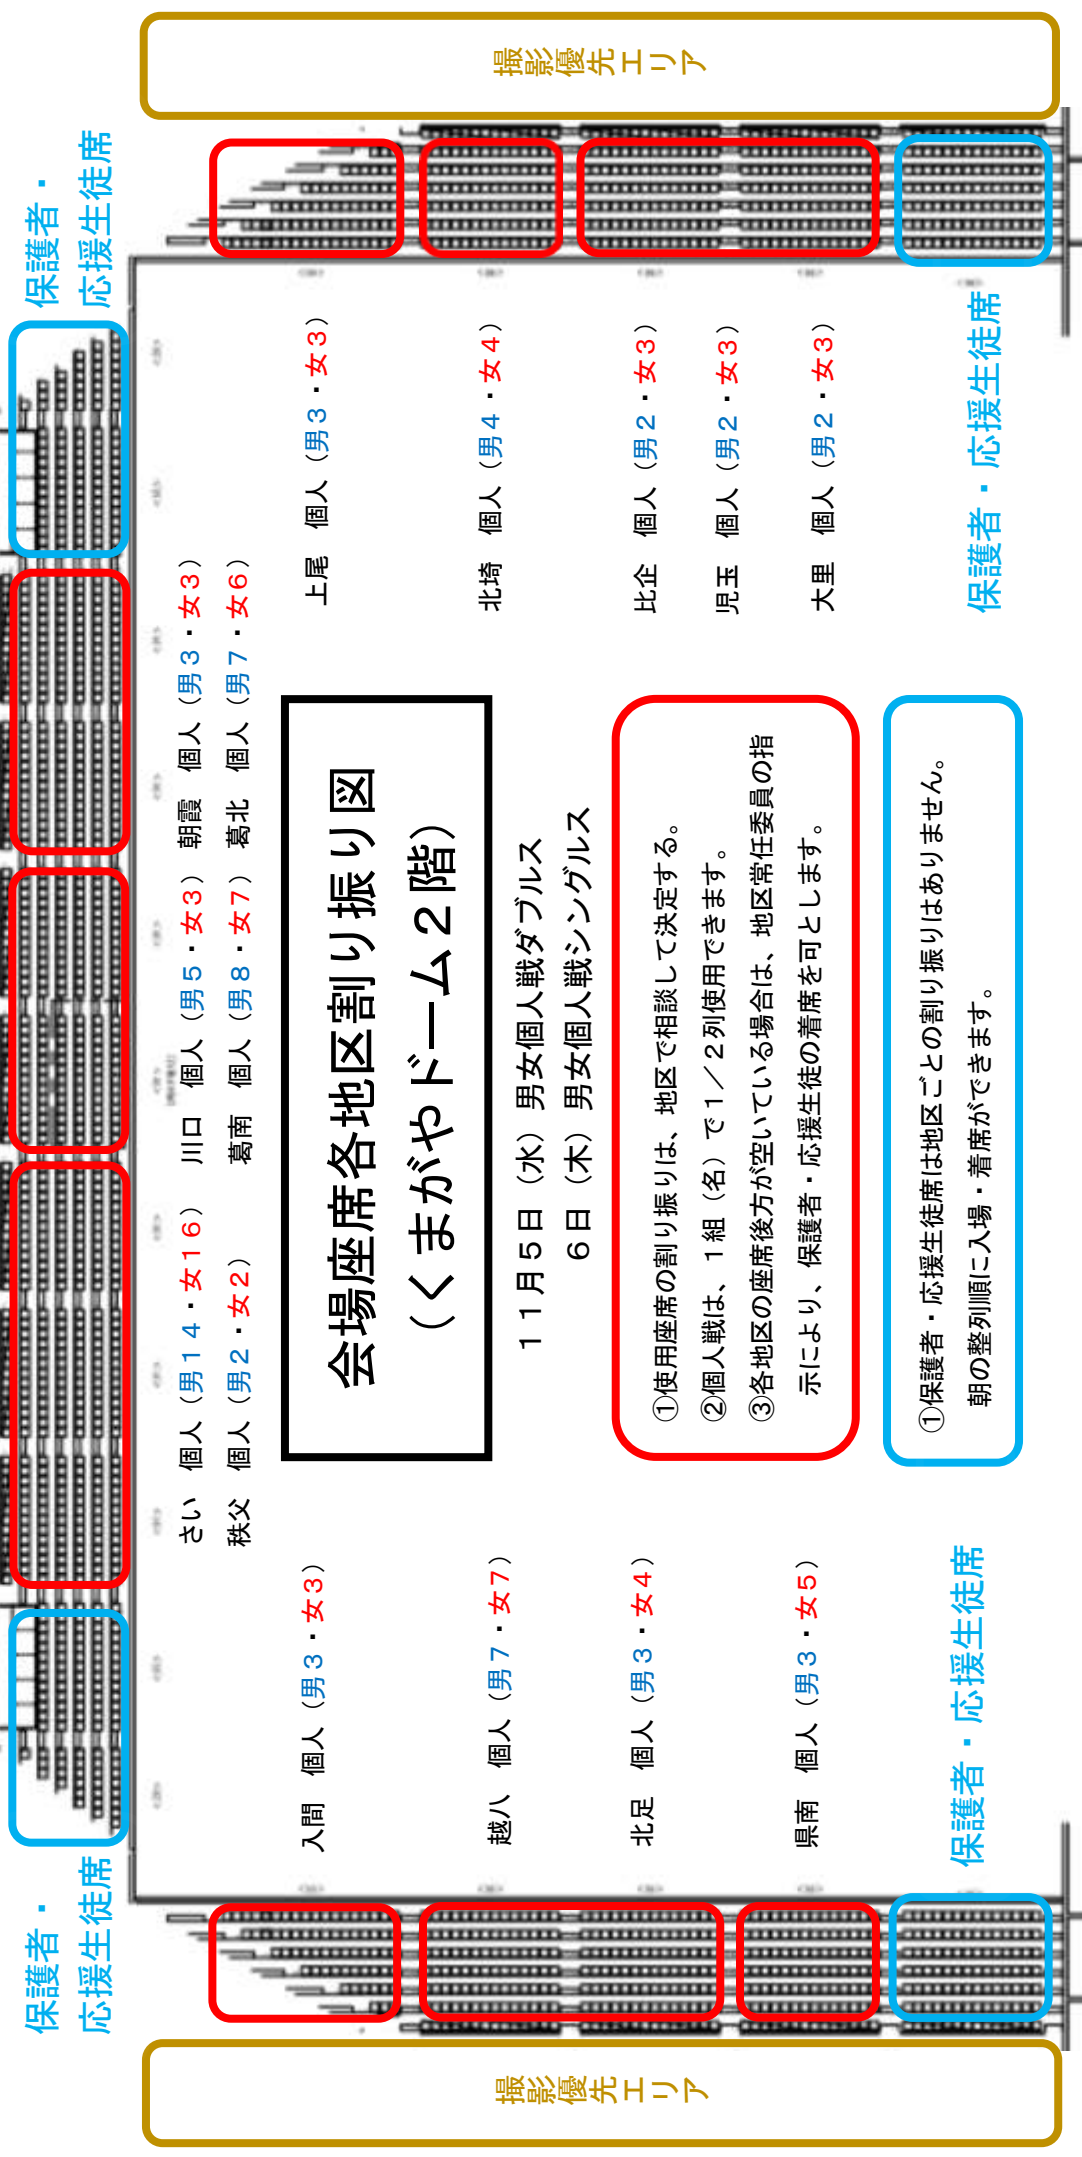 保護者・
応援生徒席
保護者・
応援生徒席
さい　個人（男１４・女１６）　川口　個人（男５・女３）　朝霞　個人（男３・女３）
秩父　個人（男２・女２）　葛南　個人（男８・女７）　葛北　個人（男７・女６）
撮影優先エリア
入間　個人（男３・女３）
越八　個人（男７・女７）
北足　個人（男３・女４）
県南　個人（男３・女５）
保護者・応援生徒席
会場座席各地区割り振り図
（くまがやドーム２階）
１１月５日（水）男女個人戦ダブルス
６日（木）男女個人戦シングルス
①使用座席の割り振りは、地区で相談して決定する。
②個人戦は、１組（名）で１／２列使用できます。
③各地区の座席後方が空いている場合は、地区常任委員の指
示により、保護者・応援生徒の着席を可とします。
①保護者・応援生徒席は地区ごとの割り振りはありません。
朝の整列順に入場・着席ができます。
上尾　個人（男３・女３）
北埼　個人（男４・女４）
比企　個人（男２・女３）
児玉　個人（男２・女３）
大里　個人（男２・女３）
保護者・応援生徒席
撮影優先エリア